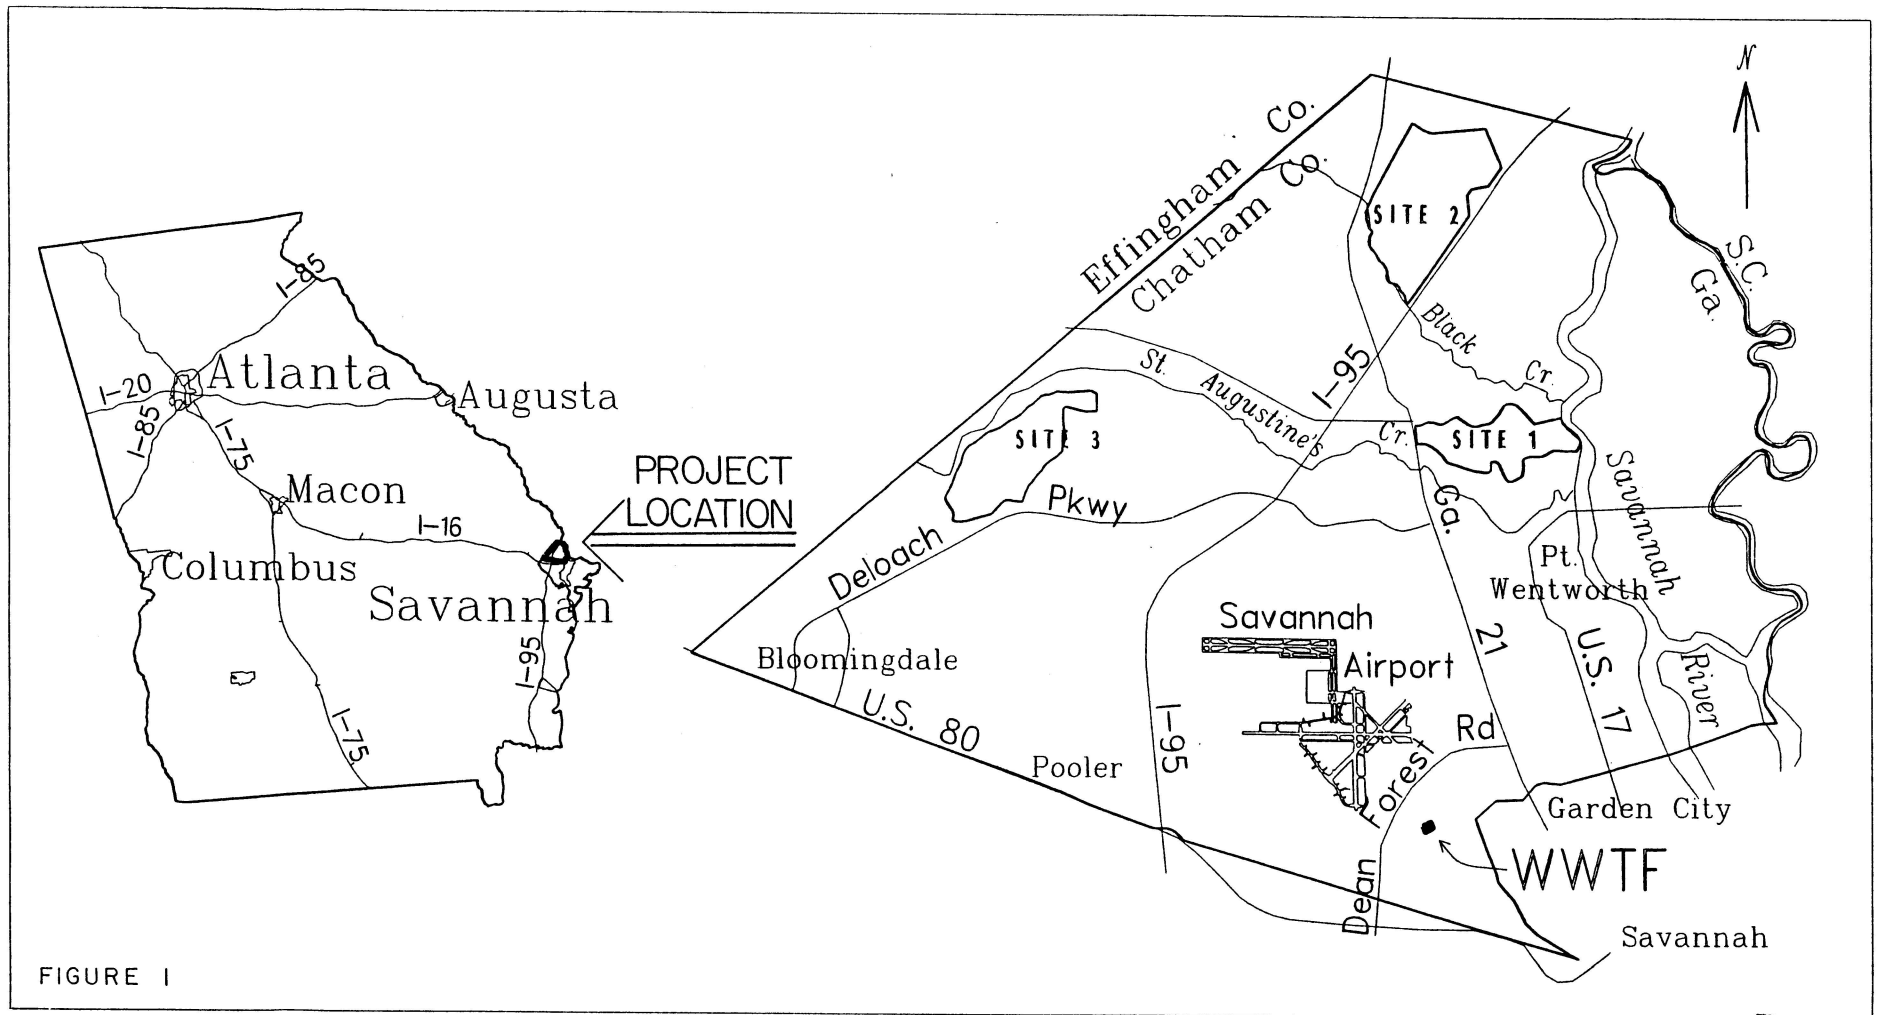 I-85
I-20
Atlanta
Augusta
I-85
I-75
Macon
I-16
Columbus
Savannah
I-95
I-75
PROJECT
LOCATION
FIGURE 1
N
Effingham Co.
Chatham Co.
SITE 2
S.C.
Ga.
Black Cr.
I-95
St. Augustine's Cr.
SITE 3
SITE 1
Deloach Pkwy
Ga. 21
Savannah River
Pt.
Wentworth
Savannah
Airport
Bloomingdale
U.S. 80
U.S. 17
I-95
Pooler
Dean Forest Rd
Garden City
WWTF
Savannah